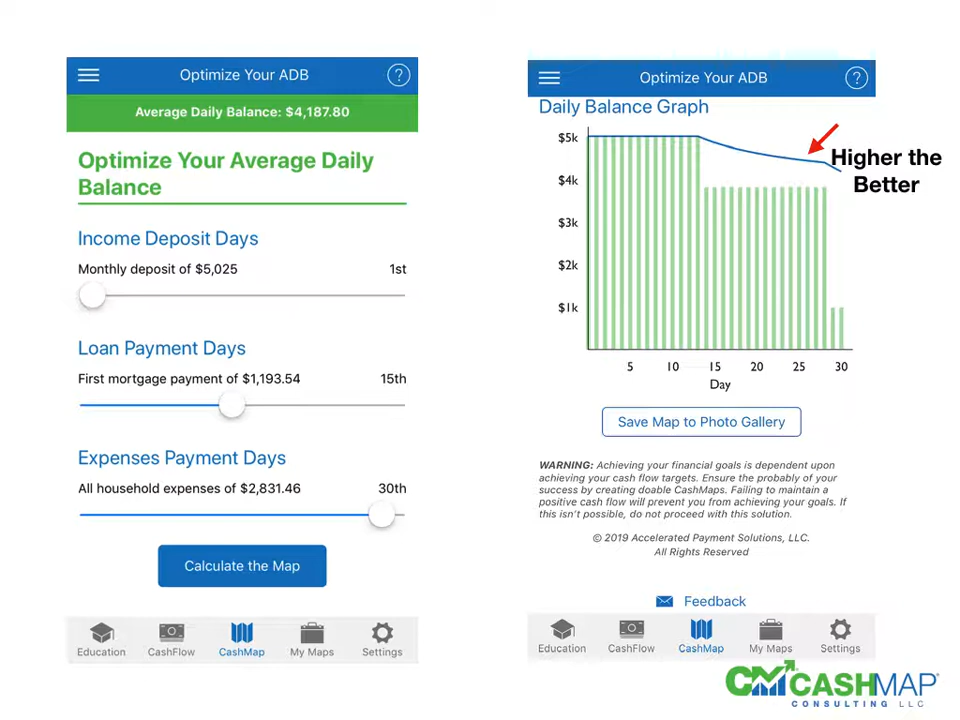 Optimize Your ADB
?
Average Daily Balance: $4,187.80
Optimize Your Average Daily
Balance
Income Deposit Days
Monthly deposit of $5,025 1st
Loan Payment Days
First mortgage payment of $1,193.54 15th
Expenses Payment Days
All household expenses of $2,831.46 30th
Calculate the Map
Education CashFlow CashMap My Maps Settings
Optimize Your ADB
?
Daily Balance Graph
$5k
$4k
$3k
$2k
$1k
5 10 15 20 25 30
Day
Higher the
Better
Save Map to Photo Gallery
WARNING: Achieving your financial goals is dependent upon
achieving your cash flow targets. Ensure the probably of your
success by creating doable CashMaps. Failing to maintain a
positive cash flow will prevent you from achieving your goals. If
this isn't possible, do not proceed with this solution.
© 2019 Accelerated Payment Solutions, LLC.
All Rights Reserved
Feedback
Education CashFlow CashMap My Maps Settings
CM CASHMAP®
CONSULTING LLC